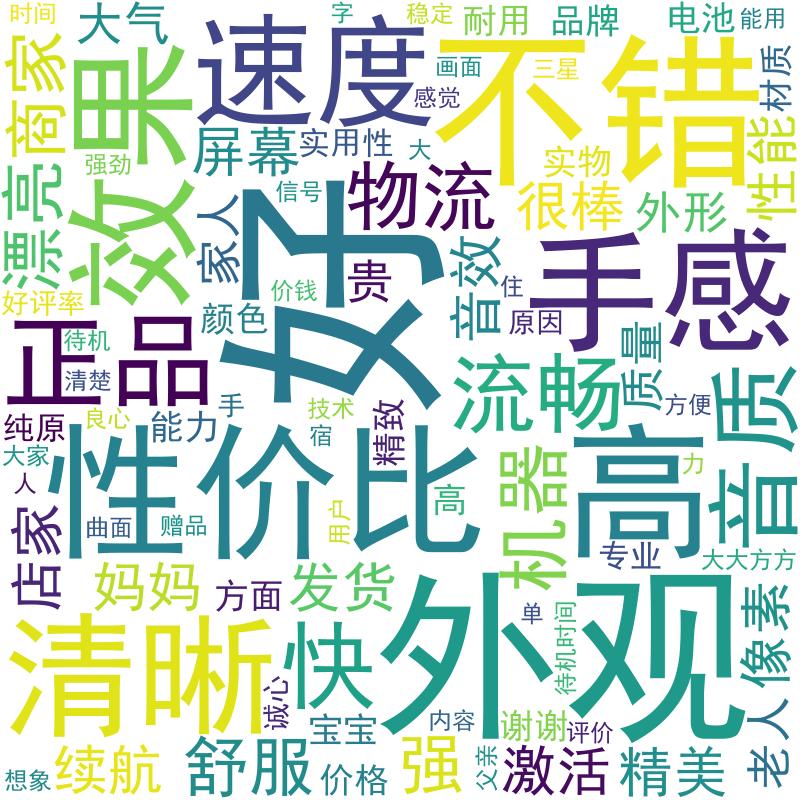 时间
大气
字
稳定
耐用
品牌
电池
能用
商家
效果
速度
不错
画面
三星
感觉
材质
强劲
屏幕
实用性
大
实物
性能
漂亮
家人
信号
好
物流
很棒
外形
好评率
颜色
价钱
贵
音效
住
原因
手感
正品
待机
清楚
流畅
质量
纯原
良心
能力
手
技术
宿
精致
方便
音质
大家
人
性价比
高
机器
高
力
店家
曲面
赠品
用户
专业
大大方方
妈妈
方面
发货
外观
单
待机时间
像素
清晰
快
诚心
老人
宝宝
内容
谢谢
评价
想象
续航
舒服
价格
强
父亲
激活
精美